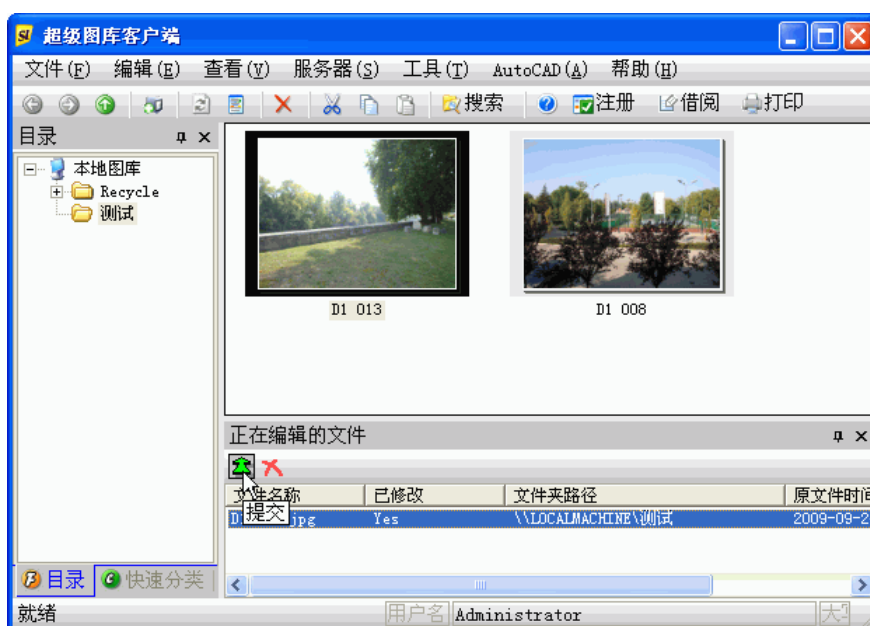 超级图库客户端
文件(F) 编辑(E) 查看(V) 服务器(S) 工具(T) AutoCAD(A) 帮助(H)
搜索 注册 借阅 打印
目录
本地图库
Recycle
测试
D1 013 D1 008
正在编辑的文件
文件名称 已修改 文件夹路径 原文件时间
提交
jpg Yes \\LOCALMACHINE\测试 2009-09-2
目录 快速分类
就绪 用户名 Administrator